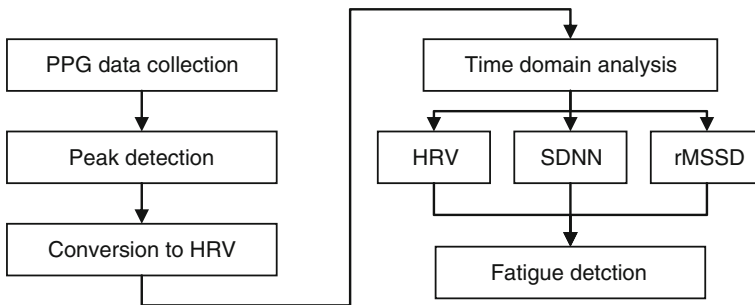 PPG data collection
Peak detection
Conversion to HRV
Time domain analysis
HRV
SDNN
rMSSD
Fatigue detction